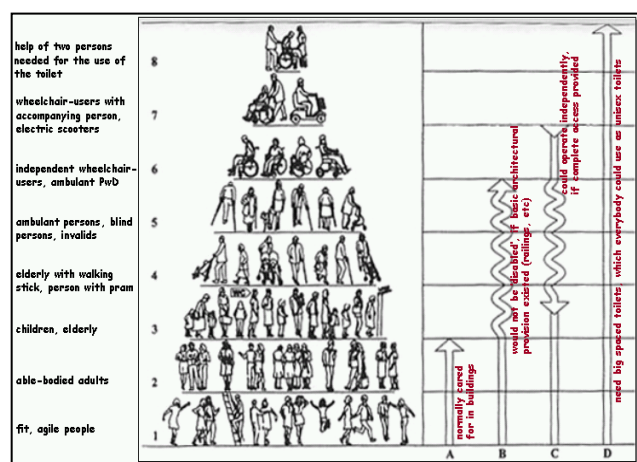 help of two persons
needed for the use of
the toilet
8
wheelchair-users with
accompanying person,
electric scooters
7
independent wheelchair-
users, ambulant PwD
6
ambulant persons, blind
persons, invalids
5
elderly with walking
stick, person with pram
4
children, elderly
3
WC
able-bodied adults
2
fit, agile people
1
normally cared
for in buildings
would not be 'disabled', if basic architectural
provision existed (railings, etc)
could operate independently,
if complete access provided
need big spaced toilets, which everybody could use as unisex toilets
A
B
C
D